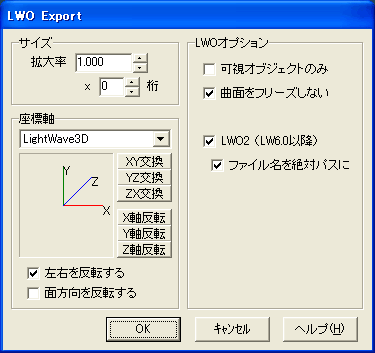 LWO Export
サイズ
拡大率 1.000
x 0 桁
座標軸
LightWave3D
Y
Z
X
XY交換
YZ交換
ZX交換
X軸反転
Y軸反転
Z軸反転
左右を反転する
面方向を反転する
LWOオプション
可視オブジェクトのみ
曲面をフリーズしない
LWO2 (LW6.0以降)
ファイル名を絶対パスに
OK
キャンセル
ヘルプ(H)